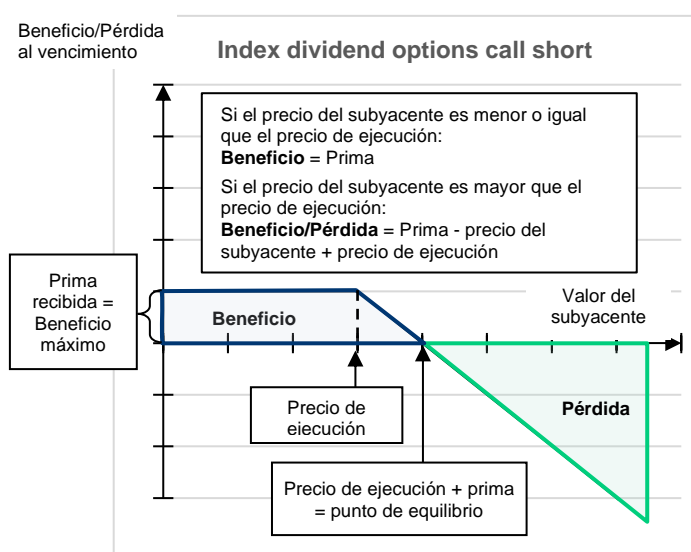 Beneficio/Pérdida
al vencimiento
Index dividend options call short
Si el precio del subyacente es menor o igual
que el precio de ejecución:
Beneficio = Prima
Si el precio del subyacente es mayor que el
precio de ejecución:
Beneficio/Pérdida = Prima - precio del
subyacente + precio de ejecución
Prima
recibida =
Beneficio
máximo
Beneficio
Valor del
subyacente
Pérdida
Precio de
ejecución
Precio de ejecución + prima
= punto de equilibrio